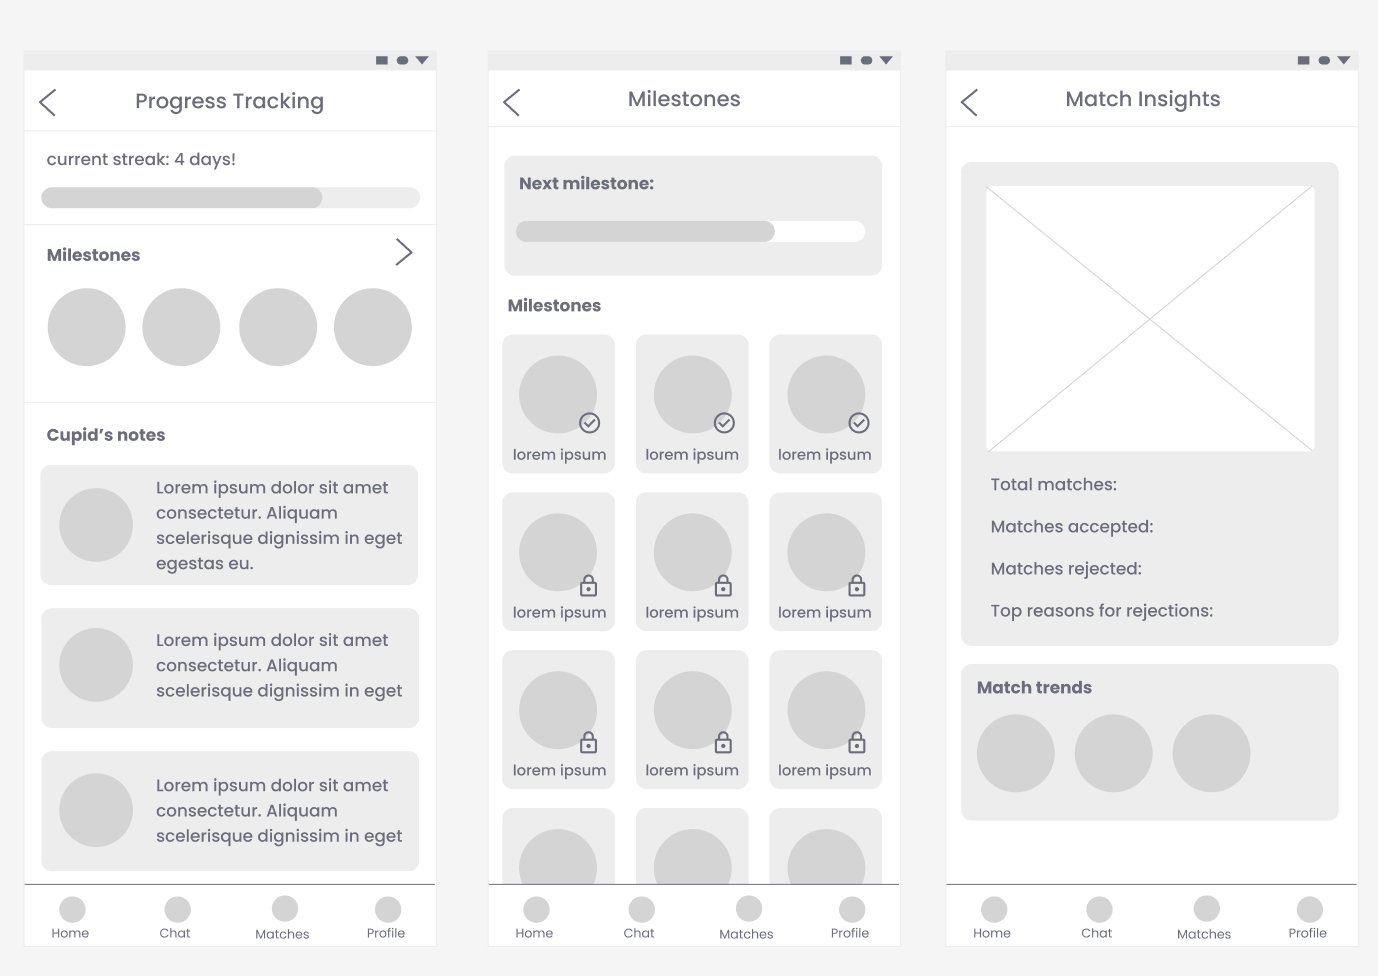 Progress Tracking
current streak: 4 days!
Milestones
Cupid’s notes
Lorem ipsum dolor sit amet
consectetur. Aliquam
scelerisque dignissim in eget
egestas eu.
Lorem ipsum dolor sit amet
consectetur. Aliquam
scelerisque dignissim in eget
Lorem ipsum dolor sit amet
consectetur. Aliquam
scelerisque dignissim in eget
Home Chat Matches Profile
Milestones
Next milestone:
Milestones
lorem ipsum lorem ipsum lorem ipsum
lorem ipsum lorem ipsum lorem ipsum
lorem ipsum lorem ipsum lorem ipsum
Home Chat Matches Profile
Match Insights
Total matches:
Matches accepted:
Matches rejected:
Top reasons for rejections:
Match trends
Home Chat Matches Profile